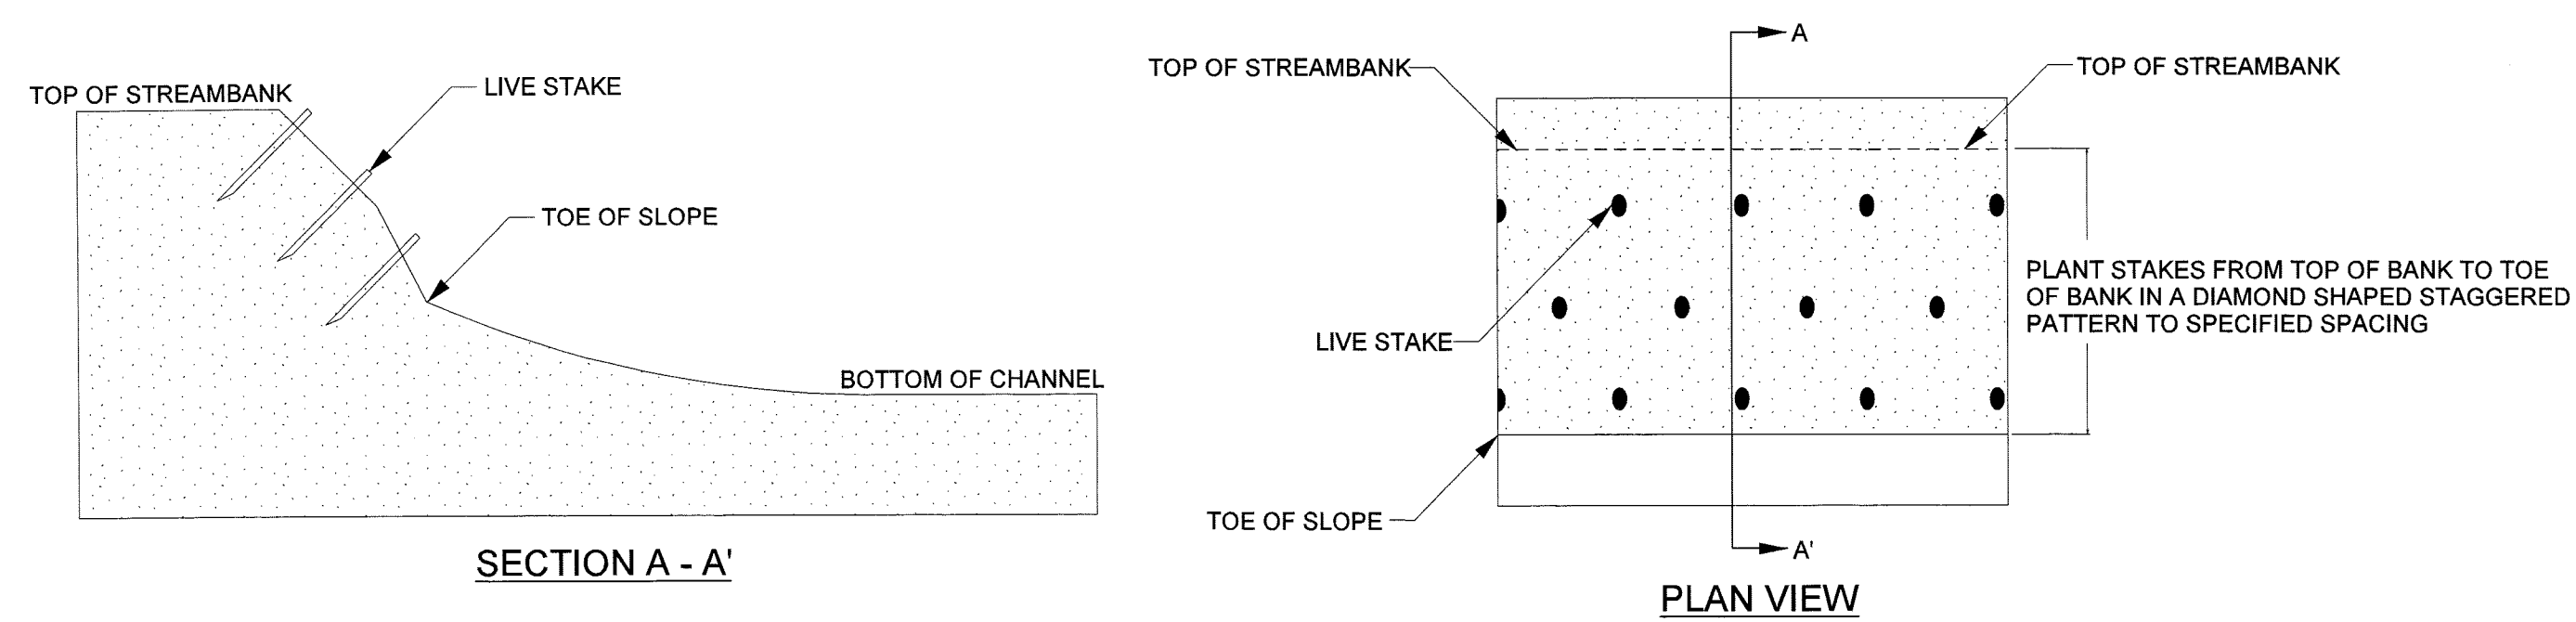 TOP OF STREAMBANK
LIVE STAKE
TOE OF SLOPE
BOTTOM OF CHANNEL
SECTION A - A'
A
TOP OF STREAMBANK
TOP OF STREAMBANK
PLANT STAKES FROM TOP OF BANK TO TOE
OF BANK IN A DIAMOND SHAPED STAGGERED
PATTERN TO SPECIFIED SPACING
LIVE STAKE
TOE OF SLOPE
A'
PLAN VIEW